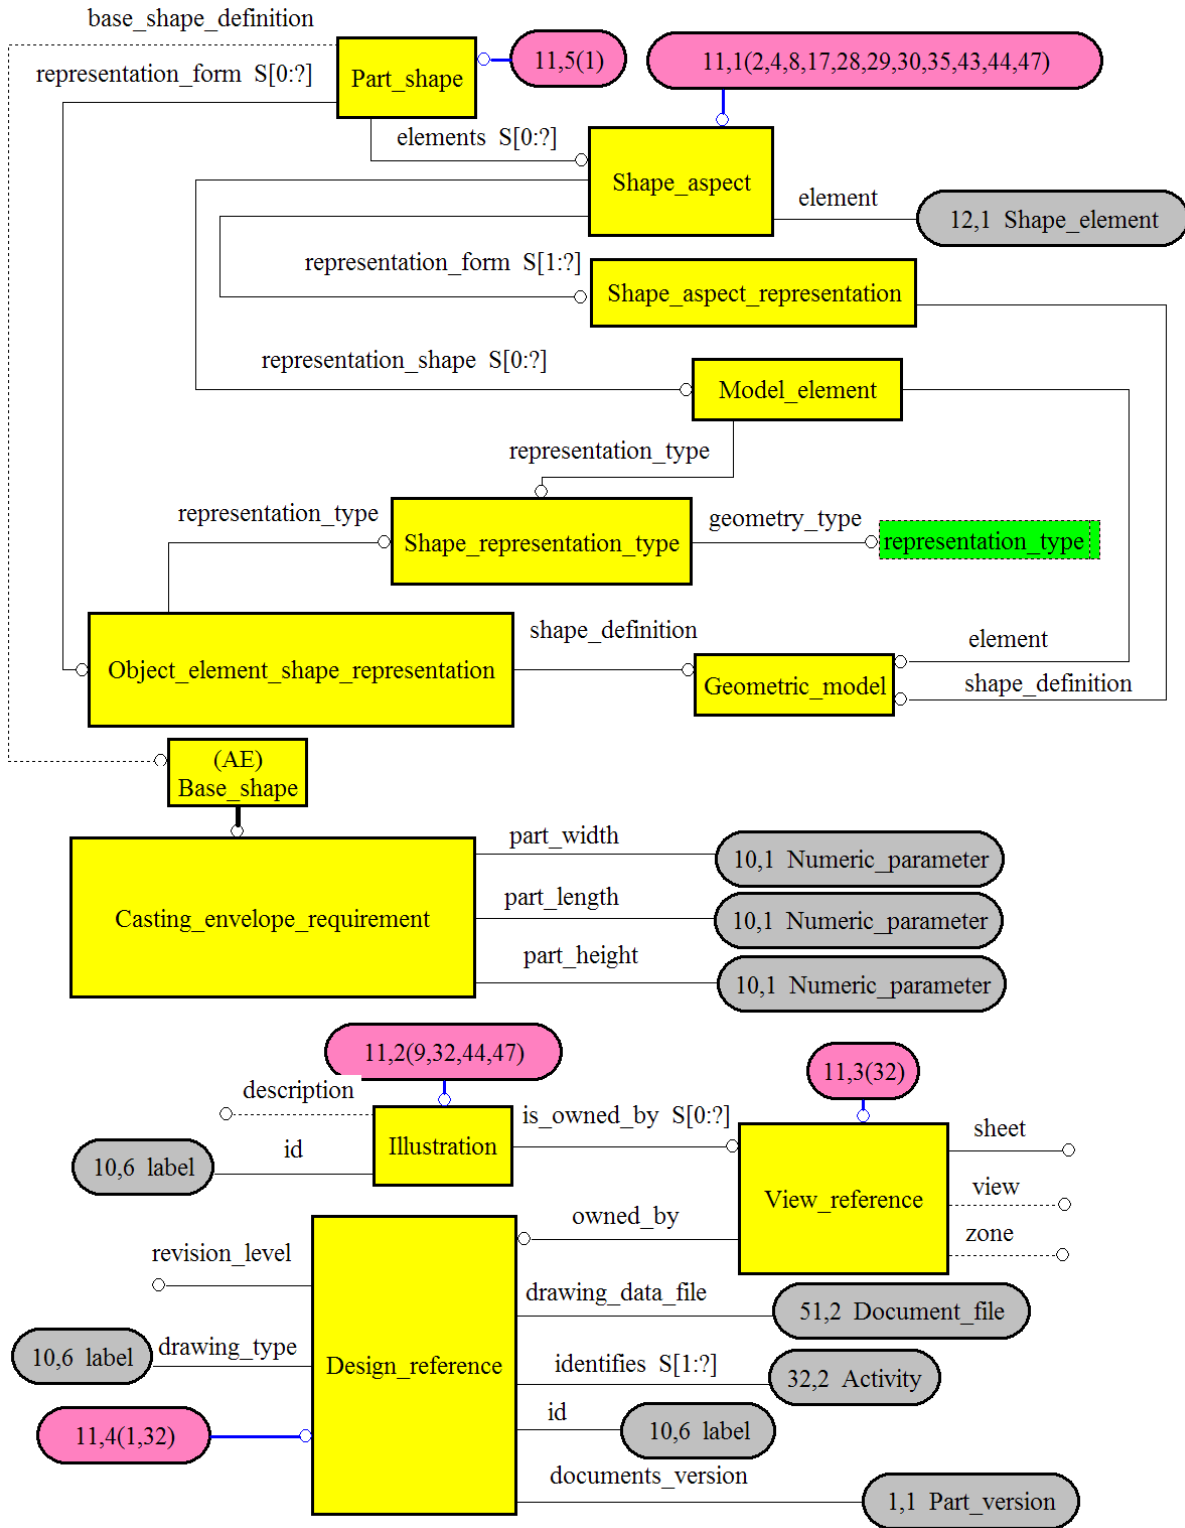 base_shape_definition
representation_form S[0:?]
Part_shape
11,5(1)
11,1(2,4,8,17,28,29,30,35,43,44,47)
elements S[0:?]
Shape_aspect
element
12,1 Shape_element
representation_form S[1:?]
Shape_aspect_representation
representation_shape S[0:?]
Model_element
representation_type
representation_type
Shape_representation_type
geometry_type
representation_type
Object_element_shape_representation
shape_definition
element
Geometric_model
shape_definition
(AE)
Base_shape
Casting_envelope_requirement
part_width
10,1 Numeric_parameter
part_length
10,1 Numeric_parameter
part_height
10,1 Numeric_parameter
11,2(9,32,44,47)
11,3(32)
description
id
10,6 label
Illustration
is_owned_by S[0:?]
View_reference
sheet
view
zone
owned_by
revision_level
drawing_type
10,6 label
11,4(1,32)
Design_reference
drawing_data_file
51,2 Document_file
identifies S[1:?]
32,2 Activity
id
10,6 label
documents_version
1,1 Part_version